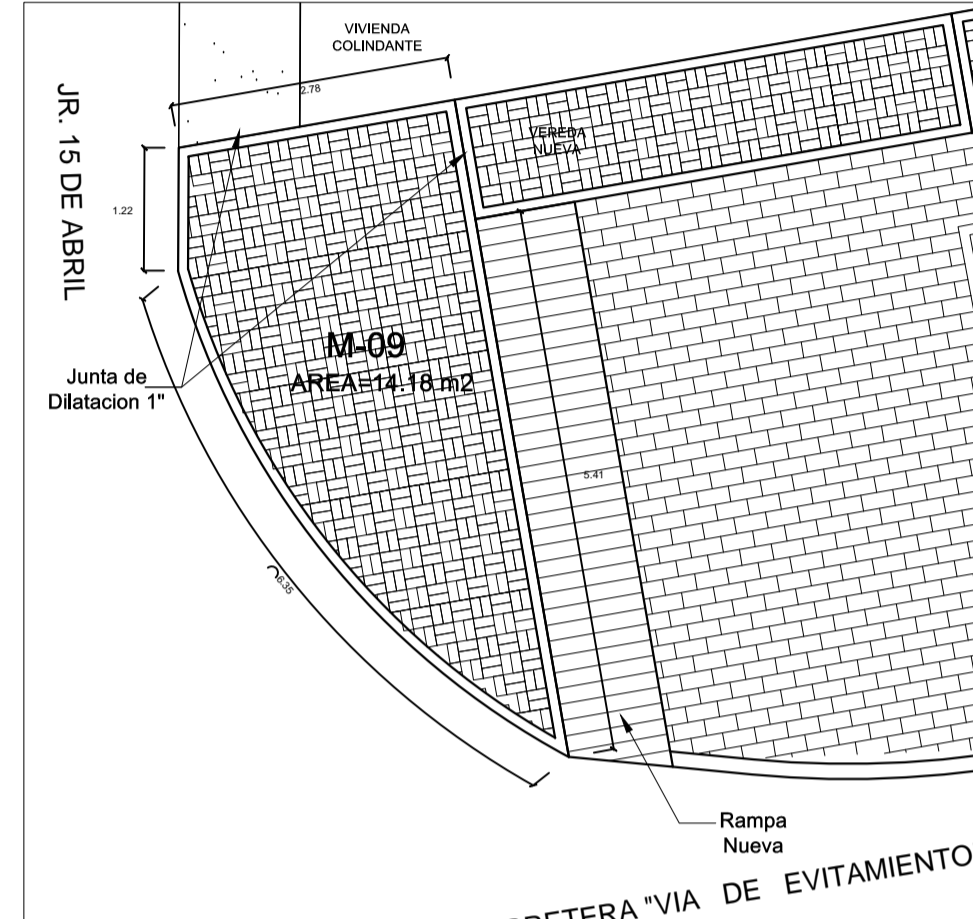 VIVIENDA
COLINDANTE
2.78
JR. 15 DE ABRIL
VEREDA
NUEVA
1.22
M-09
AREA=14.18 m2
Junta de
Dilatacion 1"
5.41
6.35
Rampa
Nueva
"VIA DE EVITAMIENTO